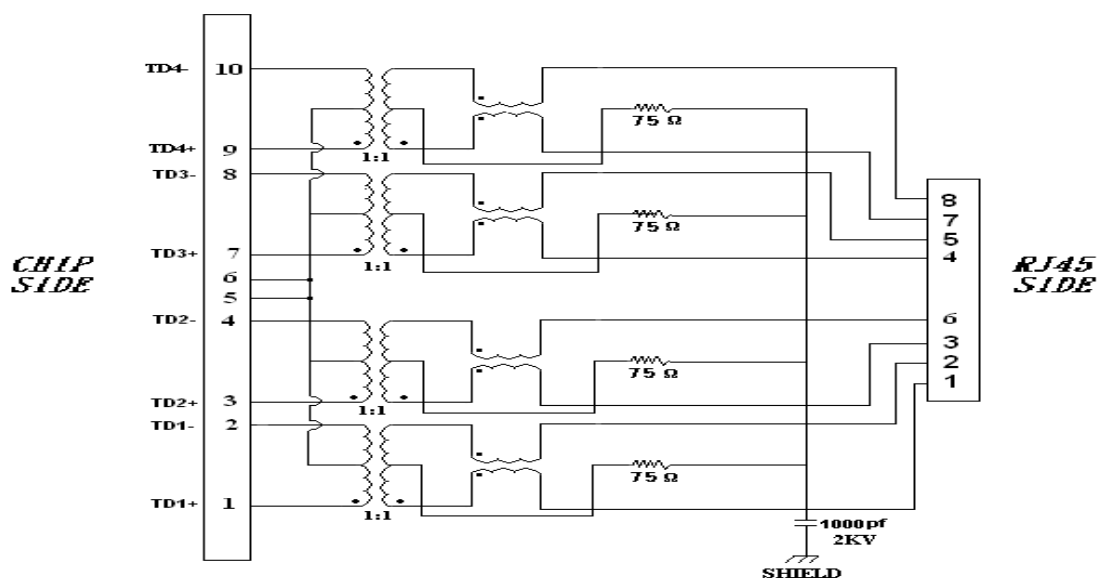 TD4- 10
75 Ω
TD4+ 9
1:1
TD3- 8
8
7
75 Ω
5
TD3+ 7
4
1:1
CHIP
SIDE
6
RJ45
SIDE
5
TD2- 4
6
3
75 Ω
2
1
TD2+ 3
1:1
TD1- 2
75 Ω
TD1+ 1
1:1
1000pf
2KV
SHIELD